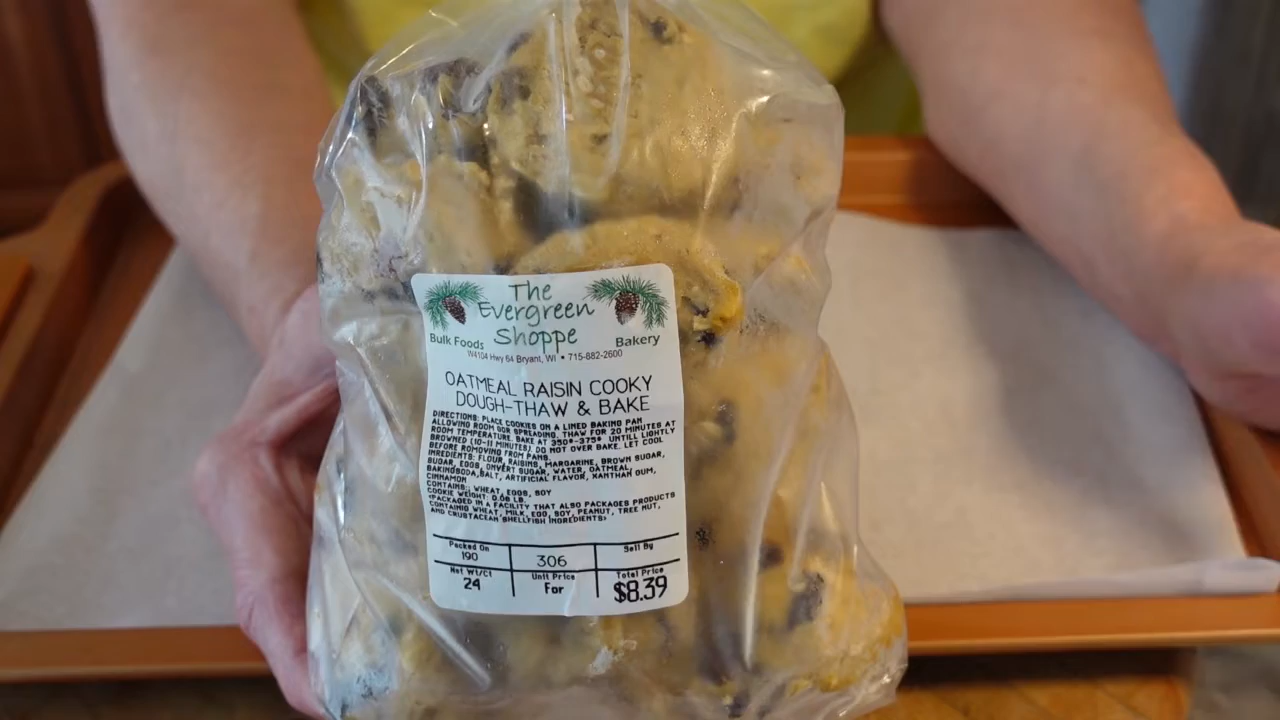 The
Evergreen
Shoppe
Bulk Foods Bakery
W4104 Hwy 64 Bryant, WI • 715-882-2600
OATMEAL RAISIN COOKY
DOUGH-THAW & BAKE
DIRECTIONS: PLACE COOKIES ON A LINED BAKING PAN
ALLOWING ROOM GOR SPREADING. THAW FOR 20 MINUTES AT
ROOM TEMPERATURE. BAKE AT 350°-375° UNTILL LIGHTLY
BROWNED (10-11 MINUTES). DO NOT OVER BAKE. LET COOL
BEFORE REMOVING FROM PANS.
INREDIENTS: FLOUR, RAISINS, MARGARINE, BROWN SUGAR,
SUGAR, EGGS, ONVERT SUGAR, WATER, OATMEAL,
BAKINGSODA,SALT, ARTIFICIAL FLAVOR, XANTHAN GUM,
CINNAMON
CONTAINS: WHEAT, EGGS, SOY
COOKIE WEIGHT: 0.08 LB.
*PACKAGED IN A FACILITY THAT ALSO PACKAGES PRODUCTS
CONTAINIG WHEAT, MILK, EGG, SOY, PEANUT, TREE NUT,
AND CRUSTACEAN SHELLFISH INGREDIENTS>
Packed On Sell By
190 306
Net Wt/Ct Unit Price Total Price
24 For $8.39